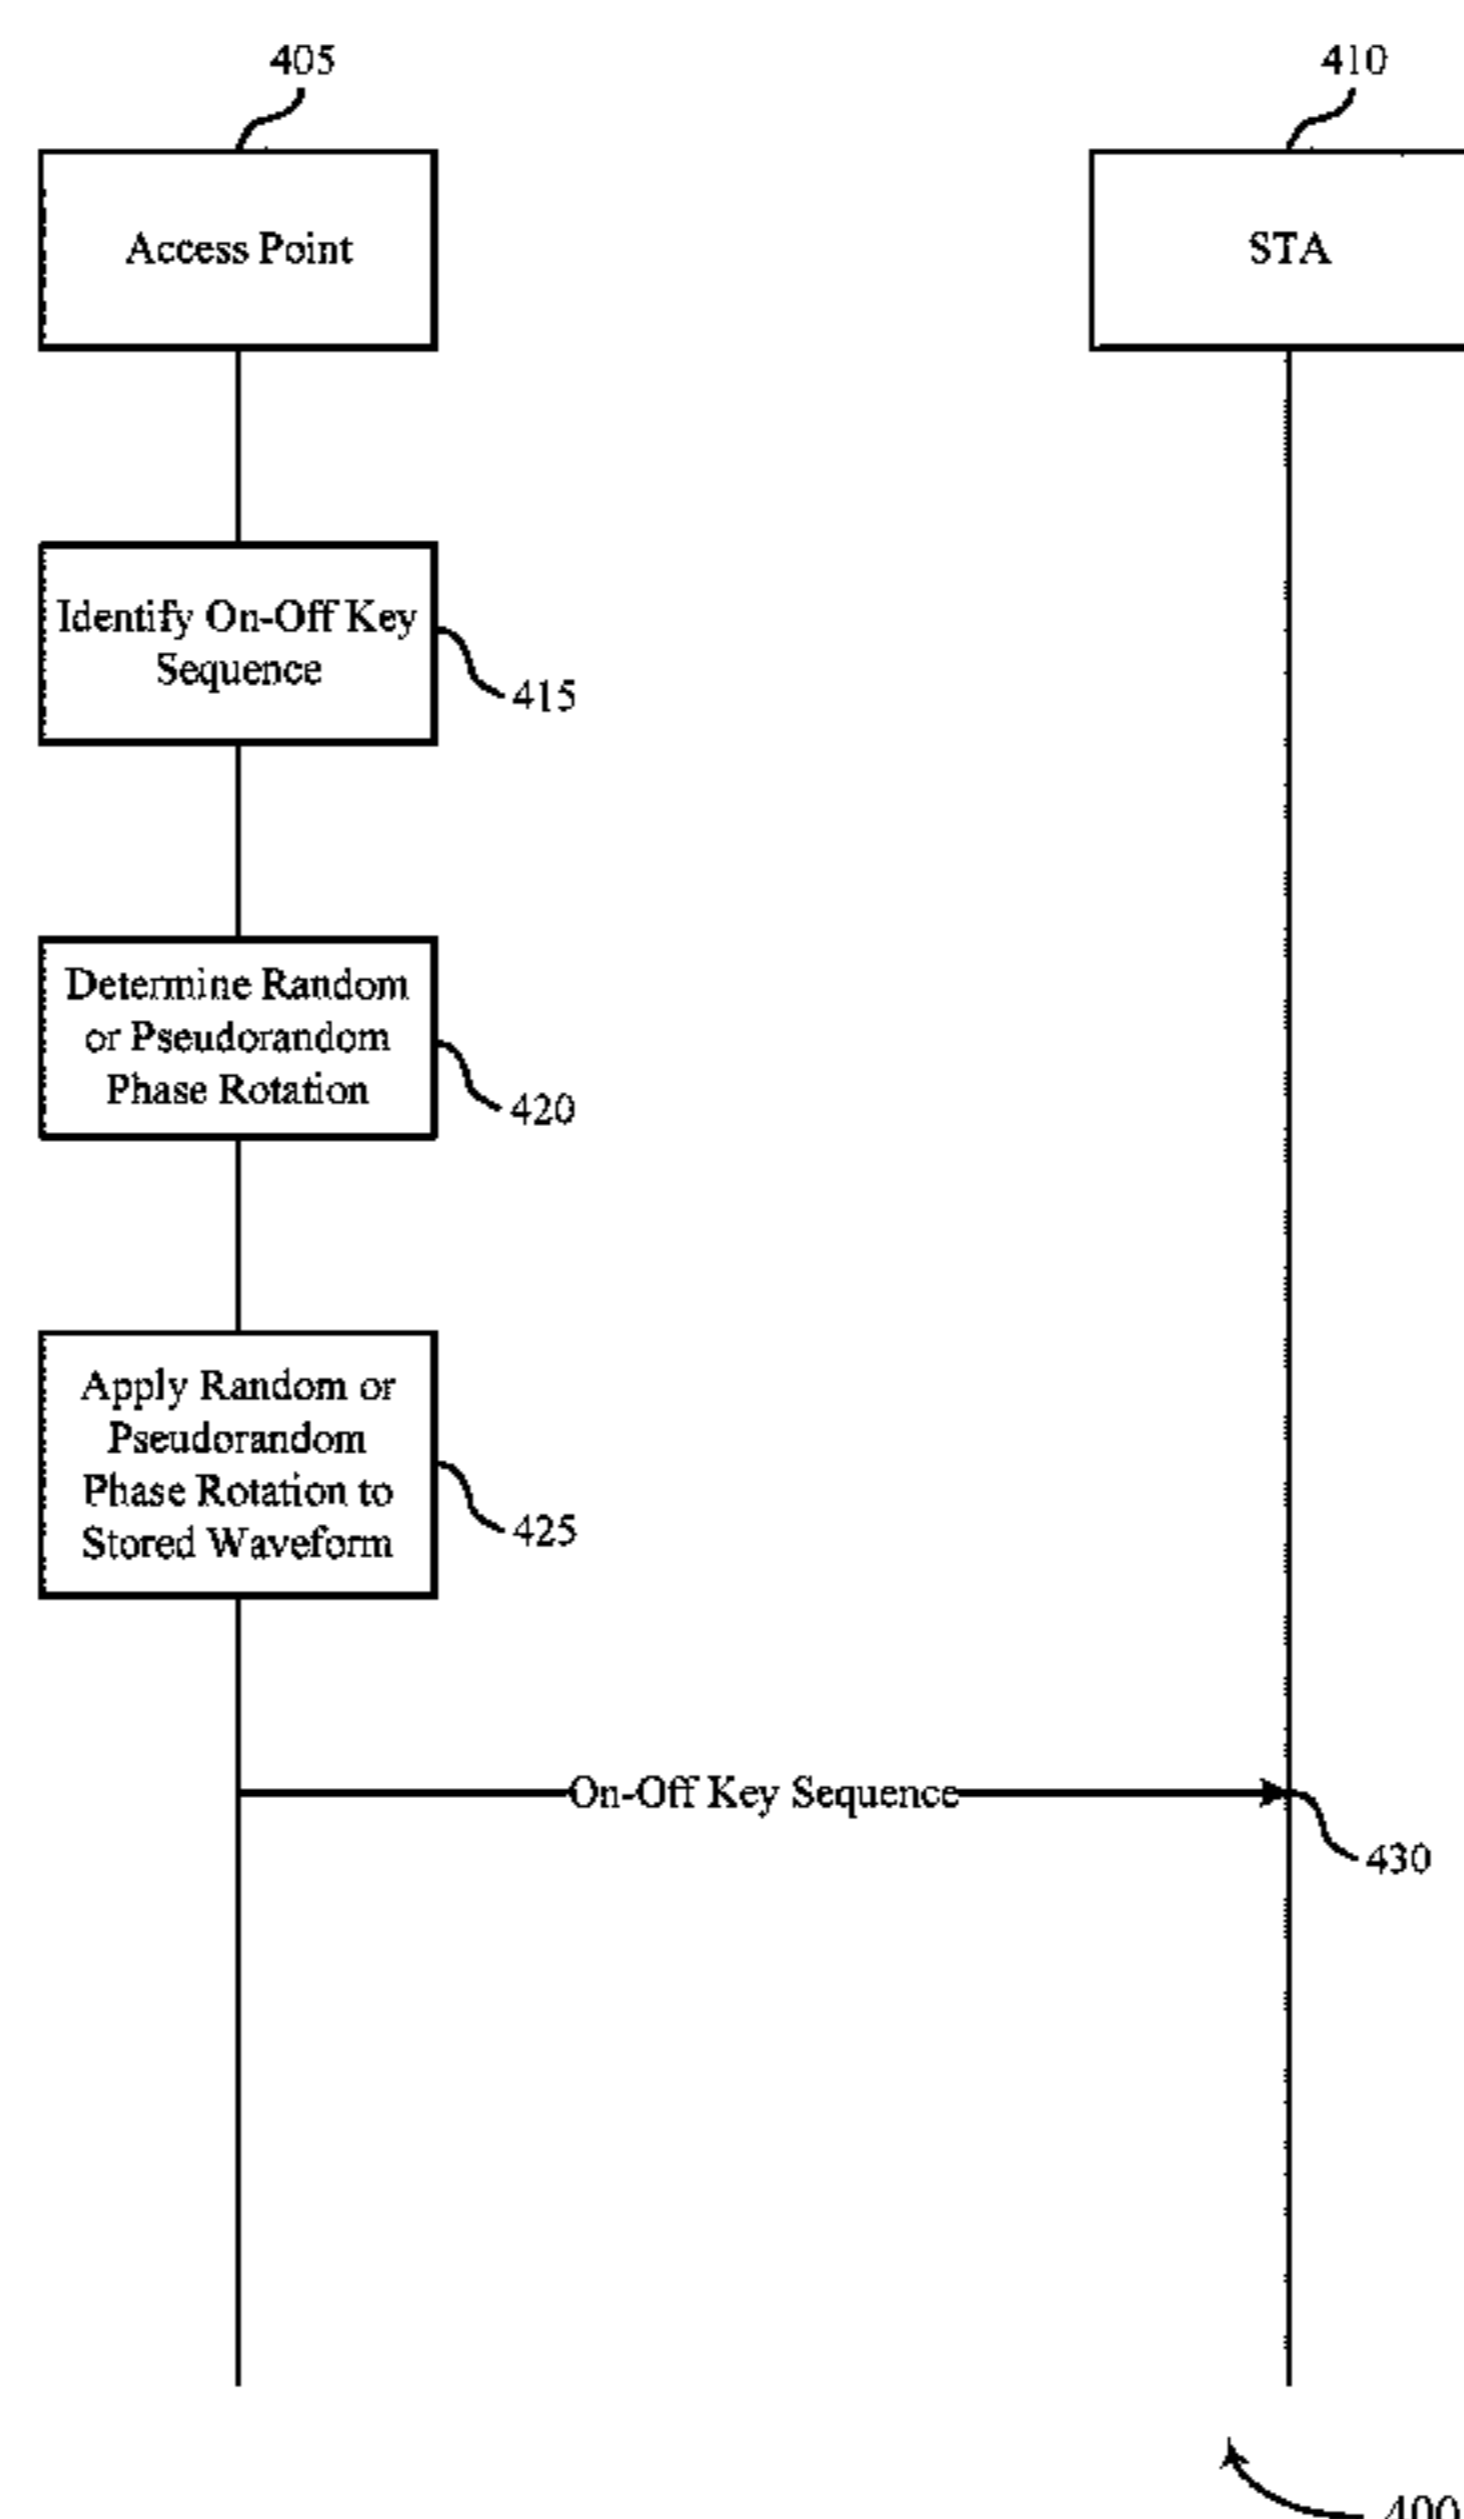 405
410
Access Point
STA
Identify On-Off Key
Sequence
415
Determine Random
or Pseudorandom
Phase Rotation
420
Apply Random or
Pseudorandom
Phase Rotation to
Stored Waveform
425
On-Off Key Sequence
430
400